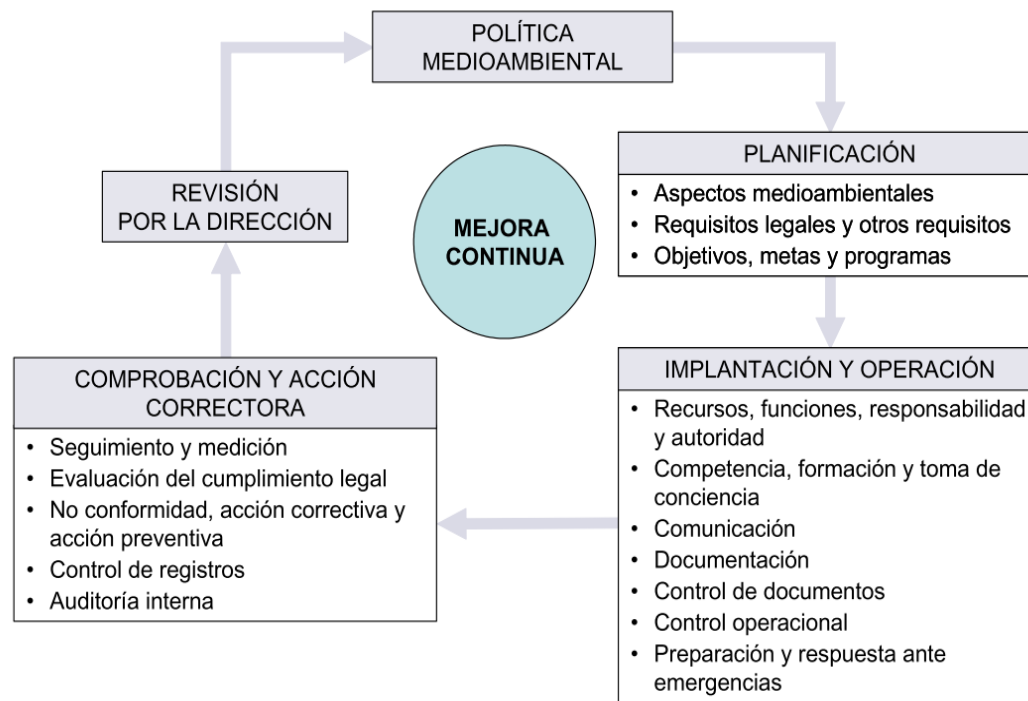 POLÍTICA
MEDIOAMBIENTAL
PLANIFICACIÓN
• Aspectos medioambientales
• Requisitos legales y otros requisitos
• Objetivos, metas y programas
REVISIÓN
POR LA DIRECCIÓN
MEJORA
CONTINUA
IMPLANTACIÓN Y OPERACIÓN
• Recursos, funciones, responsabilidad
y autoridad
• Competencia, formación y toma de
conciencia
• Comunicación
• Documentación
• Control de documentos
• Control operacional
• Preparación y respuesta ante
emergencias
COMPROBACIÓN Y ACCIÓN
CORRECTORA
• Seguimiento y medición
• Evaluación del cumplimiento legal
• No conformidad, acción correctiva y
acción preventiva
• Control de registros
• Auditoría interna